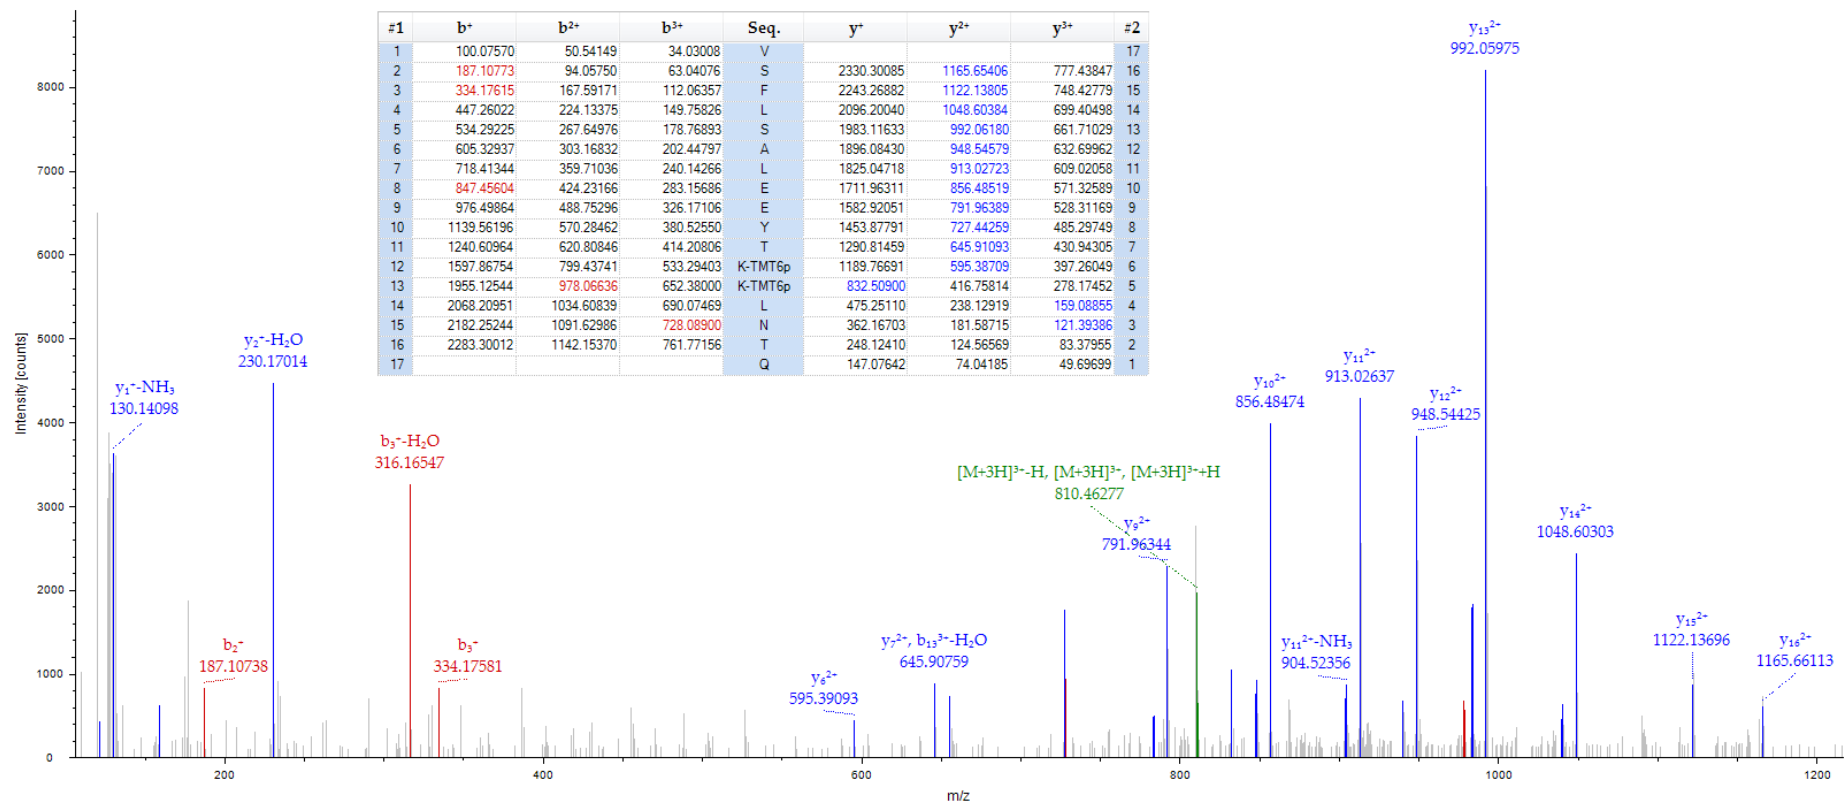 #1 b⁺ b²⁺ b³⁺ Seq. y⁺ y²⁺ y³⁺ #2
1 100.07570 50.54149 34.03008 V 17
2 187.10773 94.05750 63.04076 S 2330.30085 1165.65406 777.43847 16
3 334.17615 167.59171 112.06357 F 2243.26882 1122.13805 748.42779 15
4 447.26022 224.13375 149.75826 L 2096.20040 1048.60384 699.40498 14
5 534.29225 267.64976 178.76893 S 1983.11633 992.06180 661.71029 13
6 605.32937 303.16832 202.44797 A 1896.08430 948.54579 632.69962 12
7 718.41344 359.71036 240.14266 L 1825.04718 913.02723 609.02058 11
8 847.45604 424.23166 283.15686 E 1711.96311 856.48519 571.32589 10
9 976.49864 488.75296 326.17106 E 1582.92051 791.96389 528.31169 9
10 1139.56196 570.28462 380.52550 Y 1453.87791 727.44259 485.29749 8
11 1240.60964 620.80846 414.20806 T 1290.81459 645.91093 430.94305 7
12 1597.86754 799.43741 533.29403 K-TMT6p 1189.76691 595.38709 397.26049 6
13 1955.12544 978.06636 652.38000 K-TMT6p 832.50900 416.75814 278.17452 5
14 2068.20951 1034.60839 690.07469 L 475.25110 238.12919 159.08855 4
15 2182.25244 1091.62986 728.08900 N 362.16703 181.58715 121.39386 3
16 2283.30012 1142.15370 761.77156 T 248.12410 124.56569 83.37955 2
17 Q 147.07642 74.04185 49.69699 1
y₁₃²⁺
992.05975
y₂⁺-H₂O
230.17014
y₁⁺-NH₃
130.14098
b₃⁺-H₂O
316.16547
b₂⁺
187.10738
b₃⁺
334.17581
y₆²⁺
595.39093
y₇²⁺, b₁₃³⁺-H₂O
645.90759
[M+3H]³⁺-H, [M+3H]³⁺, [M+3H]³⁺+H
810.46277
y₉²⁺
791.96344
y₁₀²⁺
856.48474
y₁₁²⁺
913.02637
y₁₂²⁺
948.54425
y₁₁²⁺-NH₃
904.52356
y₁₄²⁺
1048.60303
y₁₅²⁺
1122.13696
y₁₆²⁺
1165.66113
Intensity [counts]
8000
7000
6000
5000
4000
3000
2000
1000
0
200 400 600 800 1000 1200
m/z